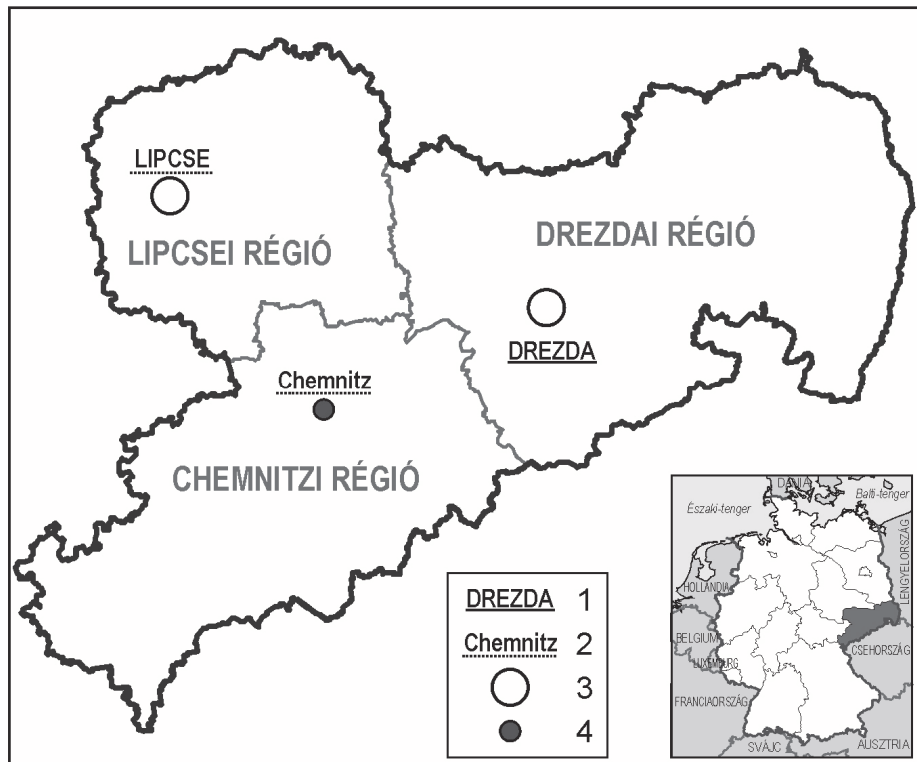 LIPCSE
LIPCSEI RÉGIÓ
DREZDAI RÉGIÓ
DREZDA
Chemnitz
CHEMNITZI RÉGIÓ
DREZDA 1
Chemnitz 2
3
4
DÁNIA
Északi-tenger
Balti-tenger
LENGYELORSZÁG
HOLLANDIA
BELGIUM
LUXEMBURG
CSEHORSZÁG
FRANCIAORSZÁG
SVÁJC
AUSZTRIA